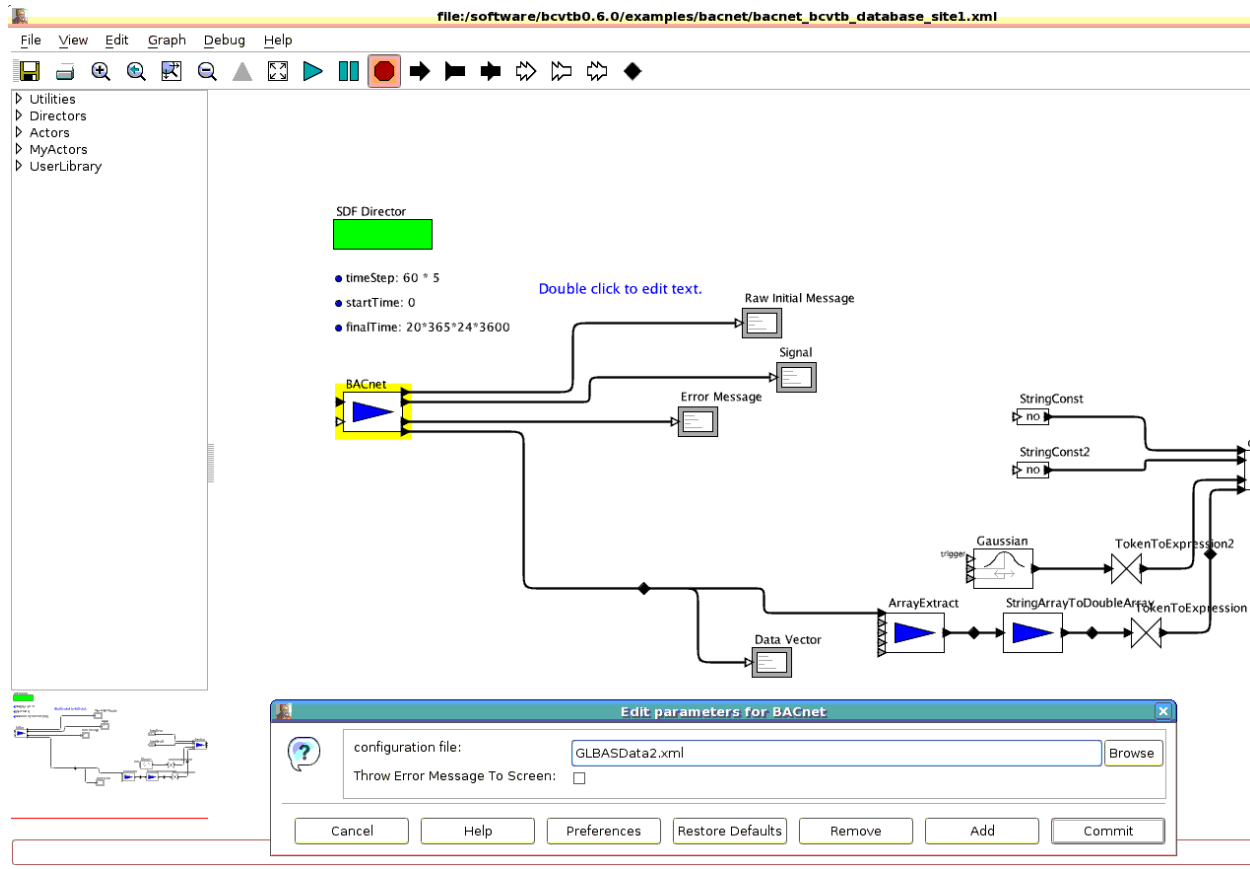 file:/software/bcvtb0.6.0/examples/bacnet/bacnet_bcvtb_database_site1.xml
File View Edit Graph Debug Help
Utilities
Directors
Actors
MyActors
UserLibrary
SDF Director
timeStep: 60 * 5
startTime: 0
finalTime: 20*365*24*3600
Double click to edit text.
Raw Initial Message
Signal
Error Message
BACnet
StringConst
no
StringConst2
no
Gaussian
trigger
TokenToExpression2
ArrayExtract
StringArrayToDoubleArray
TokenToExpression
Data Vector
Edit parameters for BACnet
configuration file:
GLBASData2.xml
Browse
Throw Error Message To Screen:
Cancel Help Preferences Restore Defaults Remove Add Commit